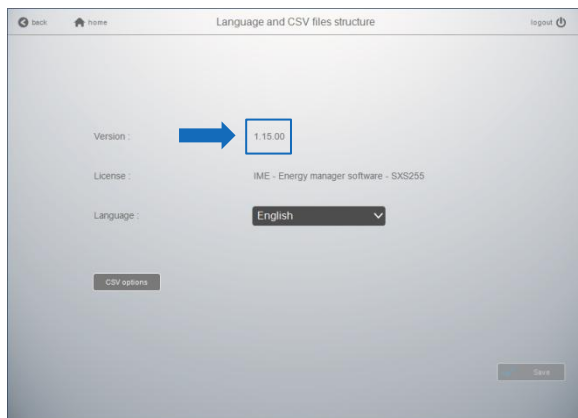 back home Language and CSV files structure logout
Version : 1.15.00
License : IME - Energy manager software - SXS255
Language : English
CSV options
Save